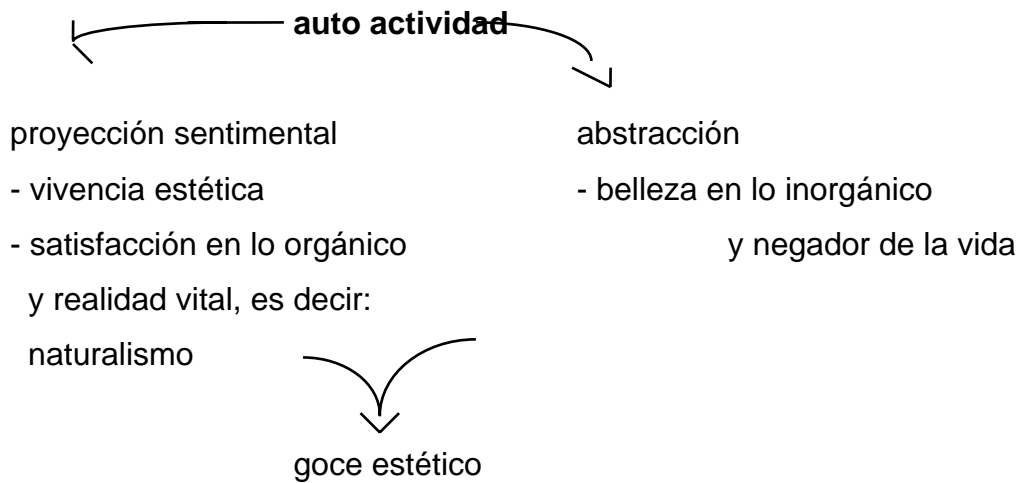 auto actividad
proyección sentimental
- vivencia estética
- satisfacción en lo orgánico
y realidad vital, es decir:
naturalismo
abstracción
- belleza en lo inorgánico
y negador de la vida
goce estético